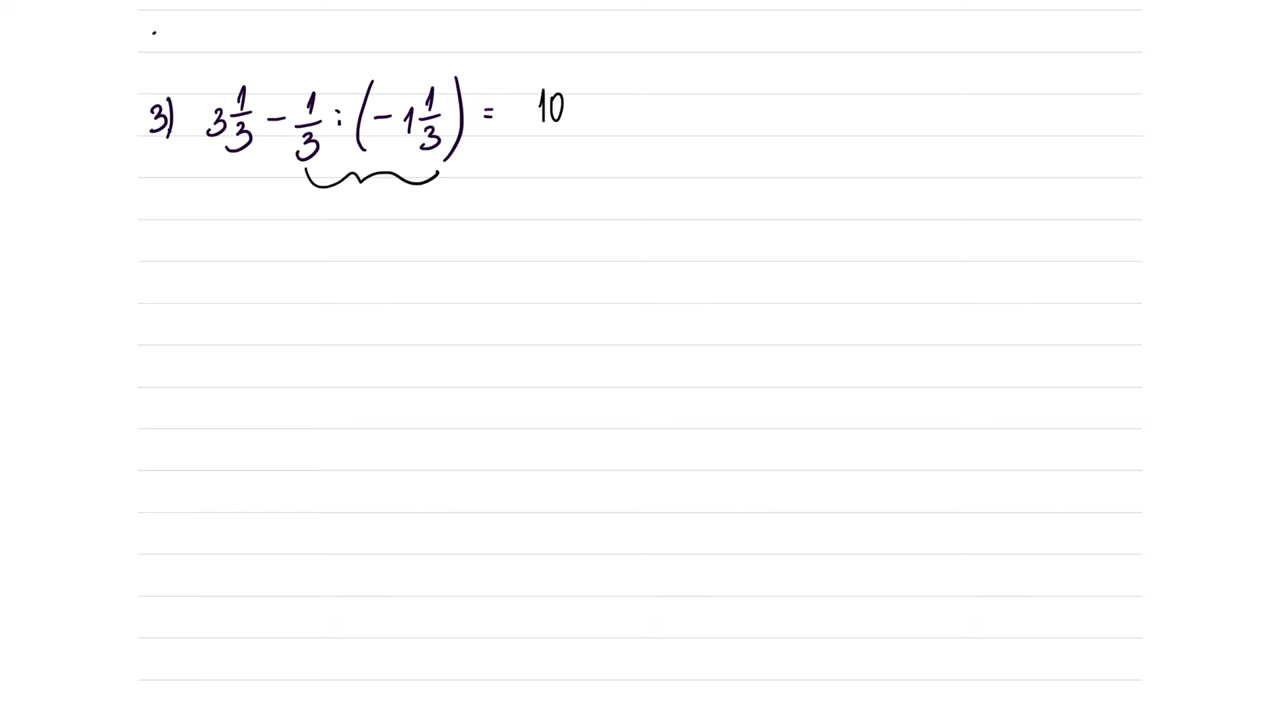 3) 3 1/3 - 1/3 : (-1 1/3) = 10